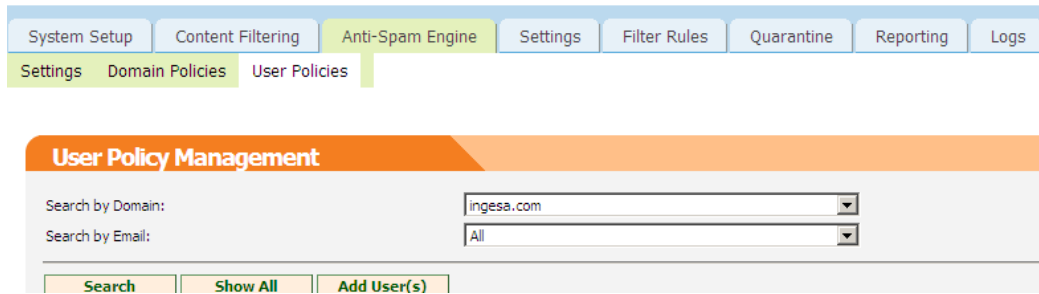 System Setup Content Filtering Anti-Spam Engine Settings Filter Rules Quarantine Reporting Logs
Settings Domain Policies User Policies
User Policy Management
Search by Domain: ingesa.com
Search by Email: All
Search Show All Add User(s)